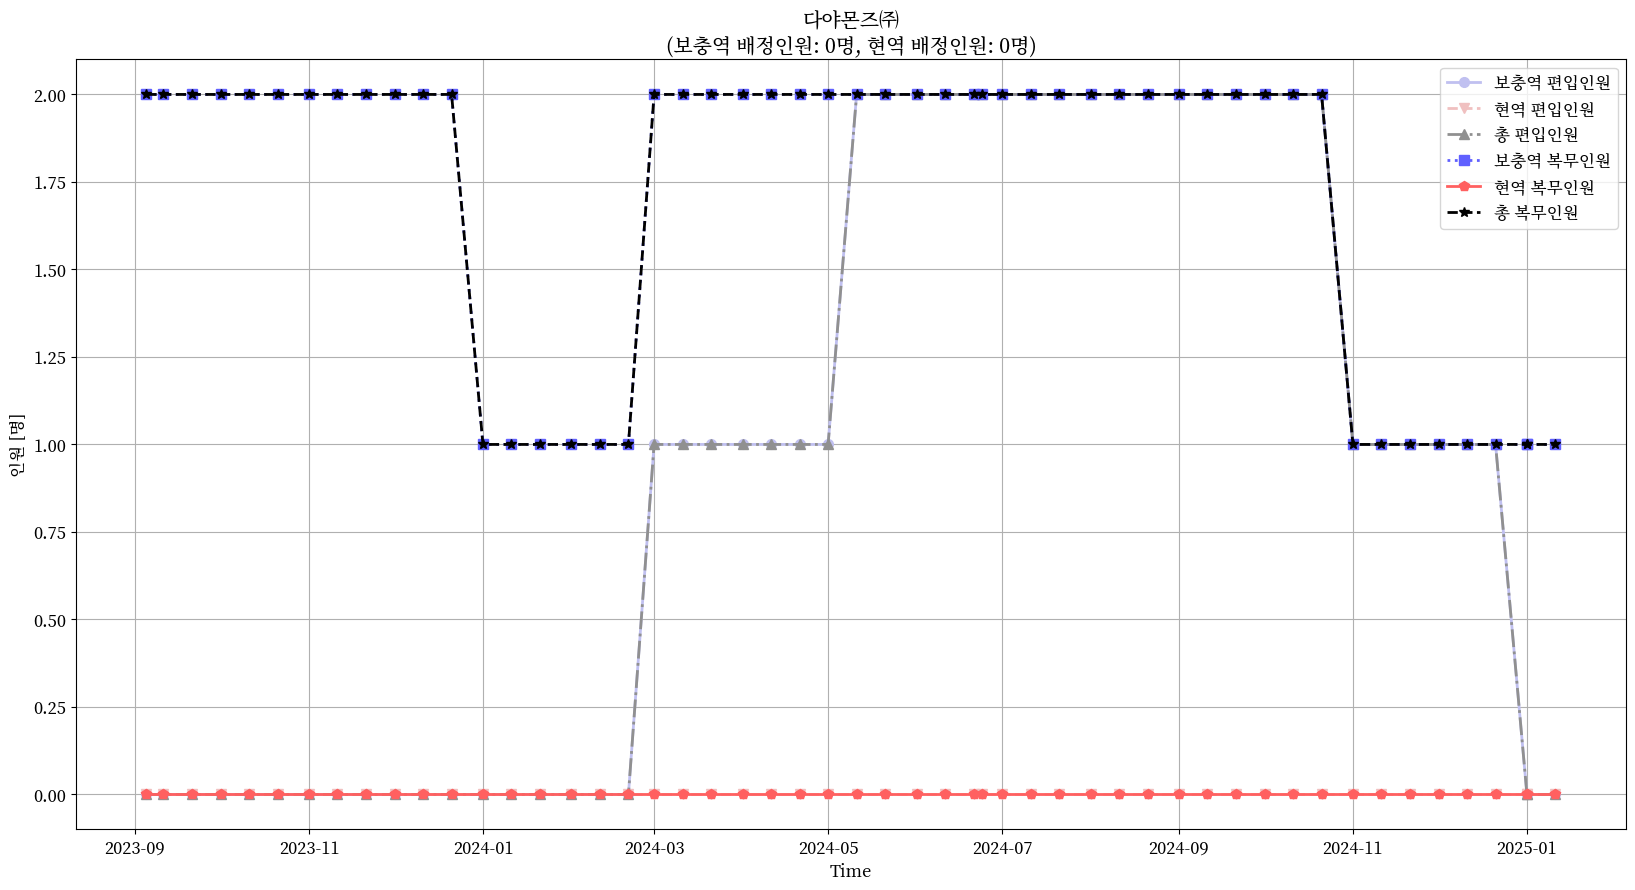 다야몬즈㈜
(보충역 배정인원: 0명, 현역 배정인원: 0명)
보충역 편입인원
현역 편입인원
총 편입인원
보충역 복무인원
현역 복무인원
총 복무인원
2.00
1.75
1.50
1.25
1.00
0.75
0.50
0.25
0.00
인원 [명]
2023-09
2023-11
2024-01
2024-03
2024-05
2024-07
2024-09
2024-11
2025-01
Time